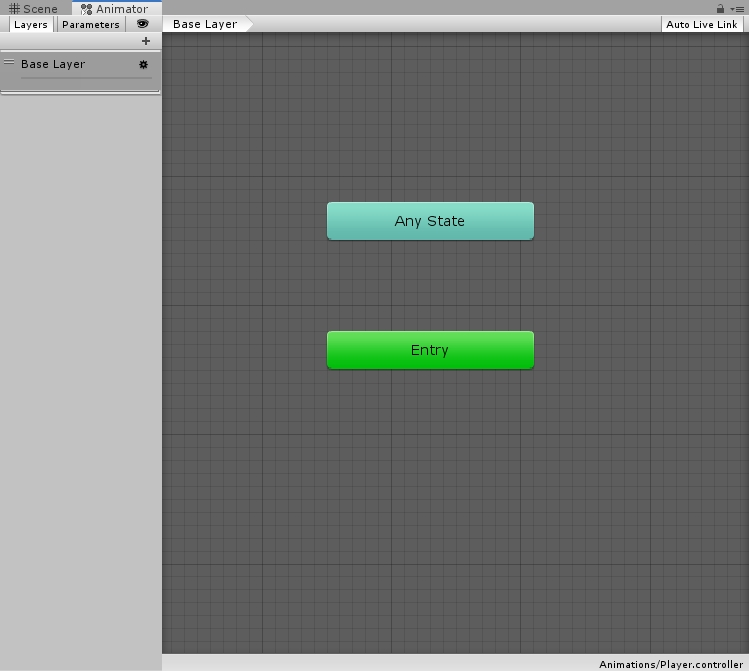 Scene Animator
Layers Parameters Base Layer Auto Live Link
Base Layer
Any State
Entry
Animations/Player.controller